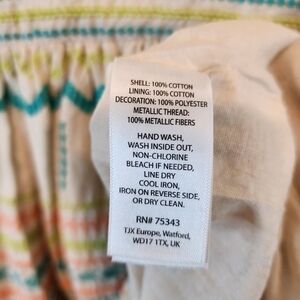 SHELL: 100% COTTON
LINING: 100% COTTON
DECORATION: 100% POLYESTER
METALLIC THREAD:
100% METALLIC FIBERS
HAND WASH,
WASH INSIDE OUT,
NON-CHLORINE
BLEACH IF NEEDED,
LINE DRY
COOL IRON,
IRON ON REVERSE SIDE,
OR DRY CLEAN.
RN# 75343
TJX Europe, Watford,
WD17 1TX, UK